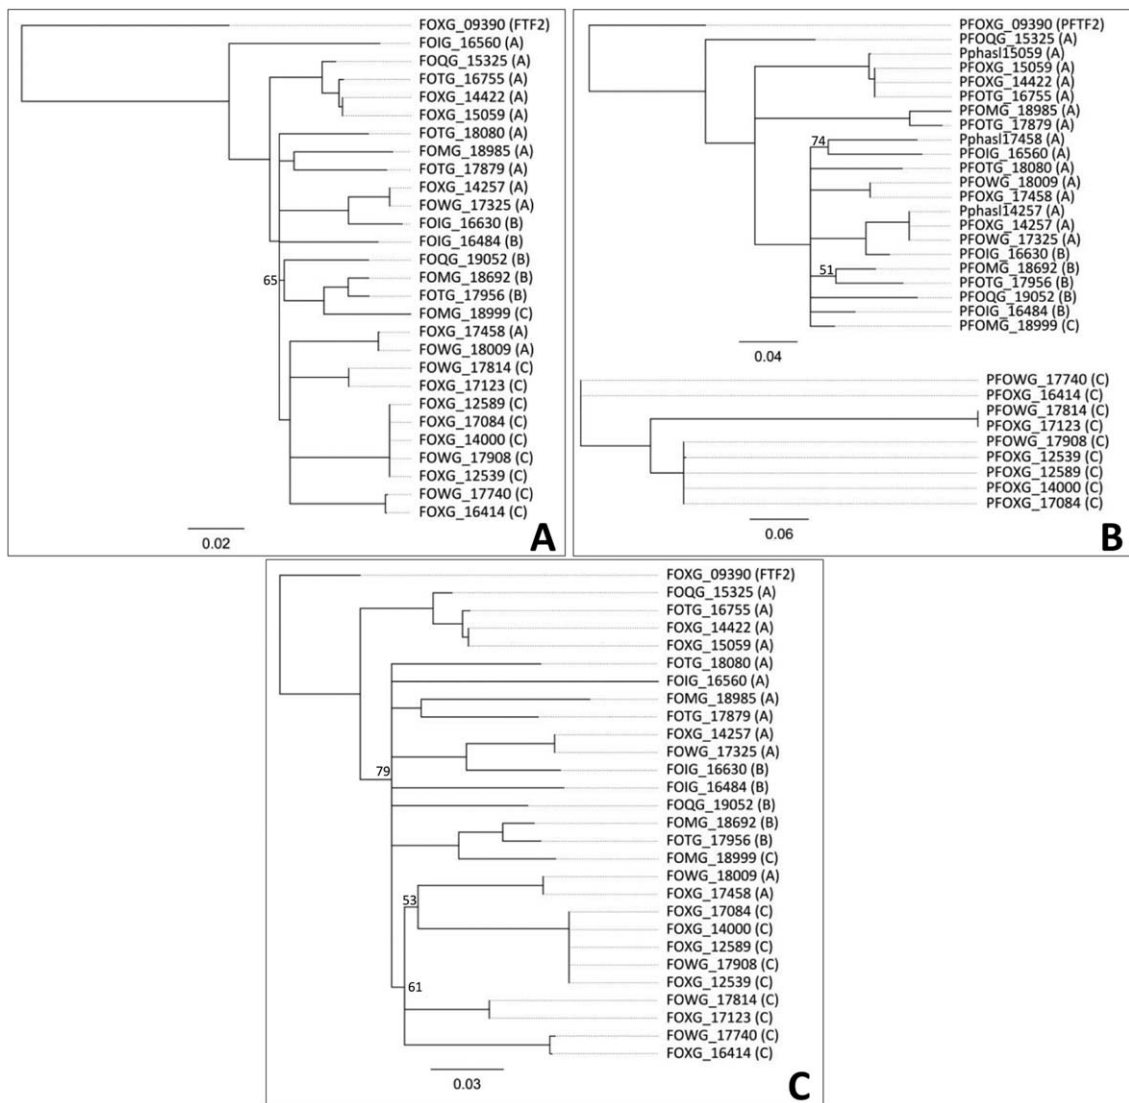 FOXG_09390 (FTF2)
FOIG_16560 (A)
FOQG_15325 (A)
FOTG_16755 (A)
FOXG_14422 (A)
FOXG_15059 (A)
FOTG_18080 (A)
FOMG_18985 (A)
FOTG_17879 (A)
FOXG_14257 (A)
FOWG_17325 (A)
FOIG_16630 (B)
FOIG_16484 (B)
FOQG_19052 (B)
65
FOMG_18692 (B)
FOTG_17956 (B)
FOMG_18999 (C)
FOXG_17458 (A)
FOWG_18009 (A)
FOWG_17814 (C)
FOXG_17123 (C)
FOXG_12589 (C)
FOXG_17084 (C)
FOXG_14000 (C)
FOWG_17908 (C)
FOXG_12539 (C)
FOWG_17740 (C)
FOXG_16414 (C)
0.02
A
PFOXG_09390 (PFTF2)
PFOQG_15325 (A)
Pphasl15059 (A)
PFOXG_15059 (A)
PFOXG_14422 (A)
PFOTG_16755 (A)
PFOMG_18985 (A)
PFOTG_17879 (A)
74
Pphasl17458 (A)
PFOIG_16560 (A)
PFOTG_18080 (A)
PFOWG_18009 (A)
PFOXG_17458 (A)
Pphasl14257 (A)
PFOXG_14257 (A)
PFOWG_17325 (A)
PFOIG_16630 (B)
51
PFOMG_18692 (B)
PFOTG_17956 (B)
PFOQG_19052 (B)
PFOIG_16484 (B)
PFOMG_18999 (C)
0.04
PFOWG_17740 (C)
PFOXG_16414 (C)
PFOWG_17814 (C)
PFOXG_17123 (C)
PFOWG_17908 (C)
PFOXG_12539 (C)
PFOXG_12589 (C)
PFOXG_14000 (C)
PFOXG_17084 (C)
0.06
B
FOXG_09390 (FTF2)
FOQG_15325 (A)
FOTG_16755 (A)
FOXG_14422 (A)
FOXG_15059 (A)
FOTG_18080 (A)
FOIG_16560 (A)
FOMG_18985 (A)
FOTG_17879 (A)
FOXG_14257 (A)
FOWG_17325 (A)
79
FOIG_16630 (B)
FOIG_16484 (B)
FOQG_19052 (B)
FOMG_18692 (B)
FOTG_17956 (B)
FOMG_18999 (C)
FOWG_18009 (A)
FOXG_17458 (A)
53
FOXG_17084 (C)
FOXG_14000 (C)
FOXG_12589 (C)
FOWG_17908 (C)
FOXG_12539 (C)
61
FOWG_17814 (C)
FOXG_17123 (C)
FOWG_17740 (C)
FOXG_16414 (C)
0.03
C